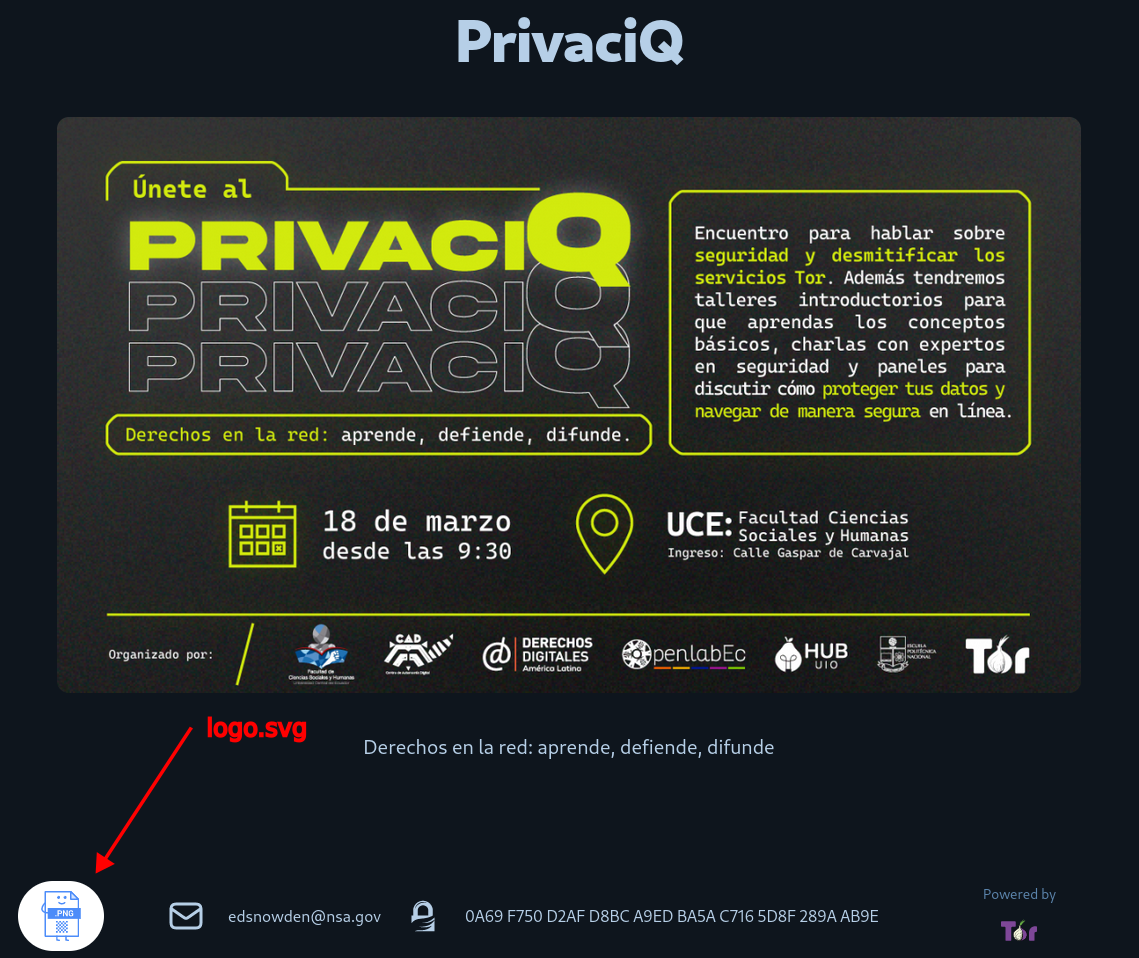 PrivaciQ
Únete al
PRIVACIQ
PRIVACIQ
PRIVACIQ
Derechos en la red: aprende, defiende, difunde.
Encuentro para hablar sobre
seguridad y desmitificar los
servicios Tor. Además tendremos
talleres introductorios para
que aprendas los conceptos
básicos, charlas con expertos
en seguridad y paneles para
discutir cómo proteger tus datos y
navegar de manera segura en línea.
18 de marzo
desde las 9:30
UCE: Facultad Ciencias
Sociales y Humanas
Ingreso: Calle Gaspar de Carvajal
Organizado por:
Facultad de
Ciencias Sociales y Humanas
CAD
Centro de Autonomía Digital
@ DERECHOS
DIGITALES
América Latina
OpenlabEc
HUB
UIO
ESCUELA
POLITÉCNICA
NACIONAL
Tor
logo.svg
Derechos en la red: aprende, defiende, difunde
.PNG
edsnowden@nsa.gov
0A69 F750 D2AF D8BC A9ED BA5A C716 5D8F 289A AB9E
Powered by
Tor